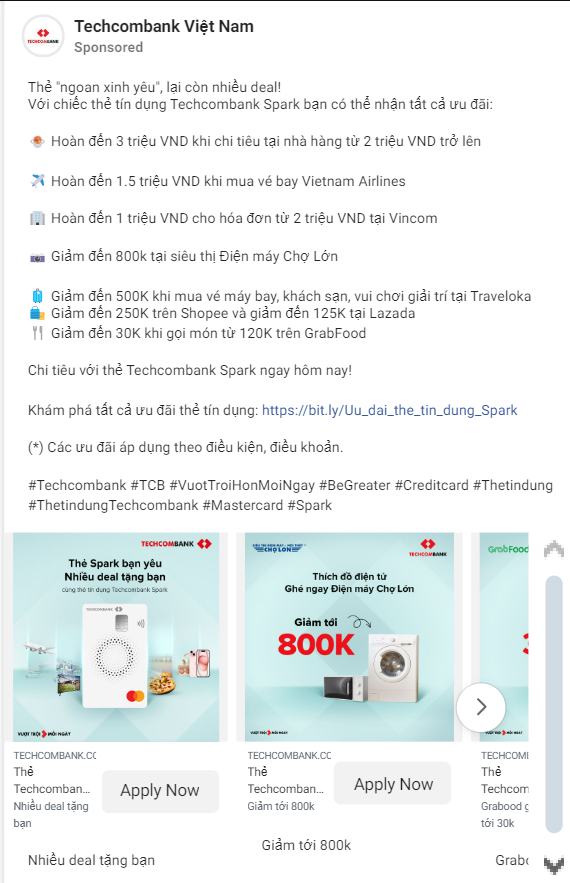 Techcombank Việt Nam
Sponsored
Thẻ "ngoan xinh yêu", lại còn nhiều deal!
Với chiếc thẻ tín dụng Techcombank Spark bạn có thể nhận tất cả ưu đãi:
Hoàn đến 3 triệu VND khi chi tiêu tại nhà hàng từ 2 triệu VND trở lên
Hoàn đến 1.5 triệu VND khi mua vé bay Vietnam Airlines
Hoàn đến 1 triệu VND cho hóa đơn từ 2 triệu VND tại Vincom
Giảm đến 800k tại siêu thị Điện máy Chợ Lớn
Giảm đến 500K khi mua vé máy bay, khách sạn, vui chơi giải trí tại Traveloka
Giảm đến 250K trên Shopee và giảm đến 125K tại Lazada
Giảm đến 30K khi gọi món từ 120K trên GrabFood
Chi tiêu với thẻ Techcombank Spark ngay hôm nay!
Khám phá tất cả ưu đãi thẻ tín dụng: https://bit.ly/Uu_dai_the_tin_dung_Spark
(*) Các ưu đãi áp dụng theo điều kiện, điều khoản.
#Techcombank #TCB #VuotTroiHonMoiNgay #BeGreater #Creditcard #Thetindung
#ThetindungTechcombank #Mastercard #Spark
TECHCOMBANK
Thẻ Spark bạn yêu
Nhiều deal tặng bạn
cùng thẻ tín dụng Techcombank Spark
TECHCOMBANK
VƯỢT TRỘI MỖI NGÀY
CHỢ LỚN
TECHCOMBANK
Thích đồ điện tử
Ghé ngay Điện máy Chợ Lớn
Giảm tới
800K
VƯỢT TRỘI MỖI NGÀY
GrabFood
VƯỢT TRỘI
TECHCOMBANK.CC
Thẻ
Techcomban...
Nhiều deal tặng
bạn
Apply Now
Nhiều deal tặng bạn
TECHCOMBANK.CC
Thẻ
Techcomban...
Giảm tới 800k
Apply Now
Giảm tới 800k
TECHCOM
Thẻ
Techcom
Grabood g
tới 30k
Grabc